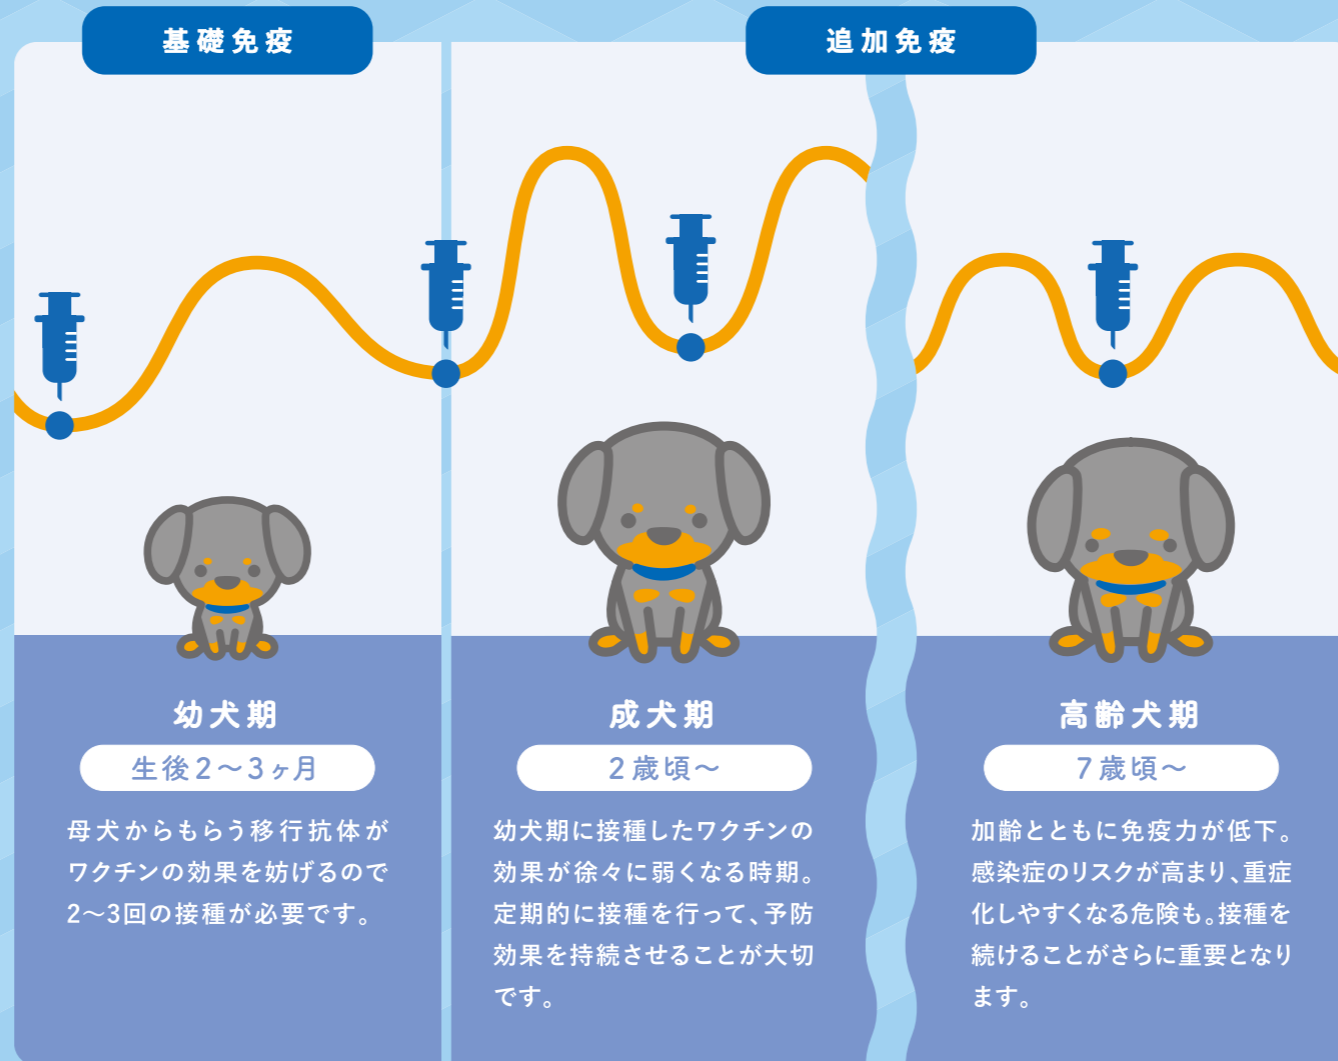 基礎免疫
追加免疫
幼犬期
生後2〜3ヶ月
母犬からもらう移行抗体が
ワクチンの効果を妨げるので
2〜3回の接種が必要です。
成犬期
2歳頃〜
幼犬期に接種したワクチンの
効果が徐々に弱くなる時期。
定期的に接種を行って、予防
効果を持続させることが大切
です。
高齢犬期
7歳頃〜
加齢とともに免疫力が低下。
感染症のリスクが高まり、重症
化しやすくなる危険も。接種を
続けることがさらに重要となり
ます。